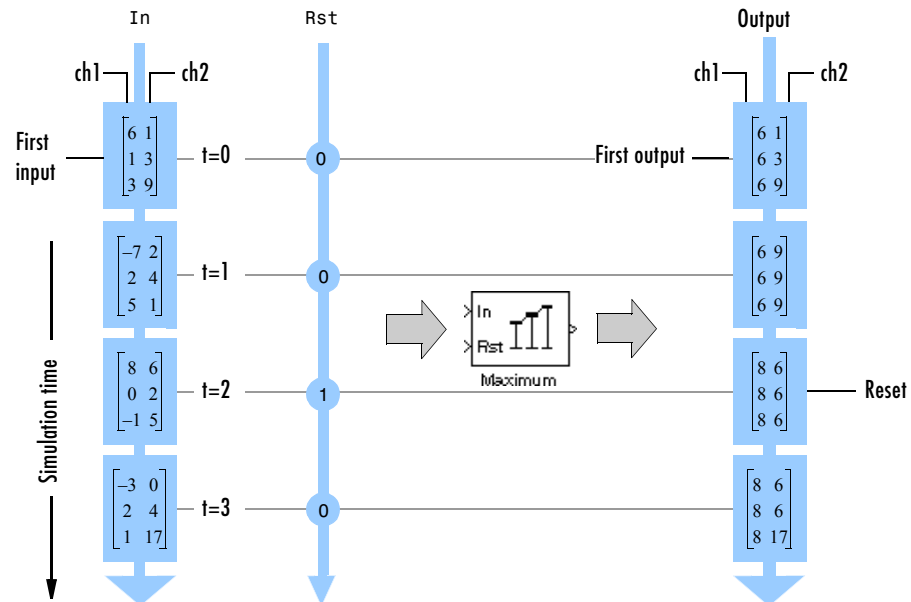 In Rst Output
ch1 ch2 ch1 ch2
First input
6 1
1 3
3 9
t=0
0
First output
6 1
6 3
6 9
−7 2
2 4
5 1
t=1
0
6 9
6 9
6 9
In
Rst
Maximum
Simulation time
8 6
0 2
−1 5
t=2
1
8 6
8 6
8 6
Reset
−3 0
2 4
1 17
t=3
0
8 6
8 6
8 17